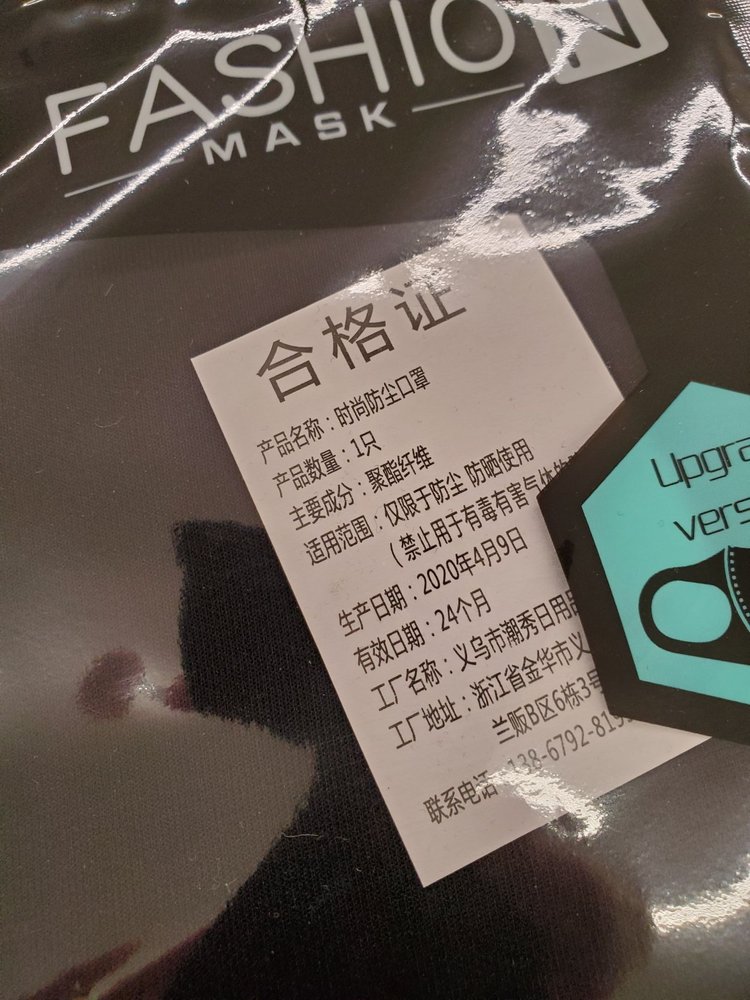 FASHION
MASK
合格证
产品名称：时尚防尘口罩
产品数量：1只
主要成分：聚酯纤维
适用范围：仅限于防尘 防晒使用
（禁止用于有毒有害气体的
生产日期：2020年4月9日
有效日期：24个月
工厂名称：义乌市潮秀日用品
工厂地址：浙江省金华市义
兰贩B区6栋3号
联系电话
Upgra
vers